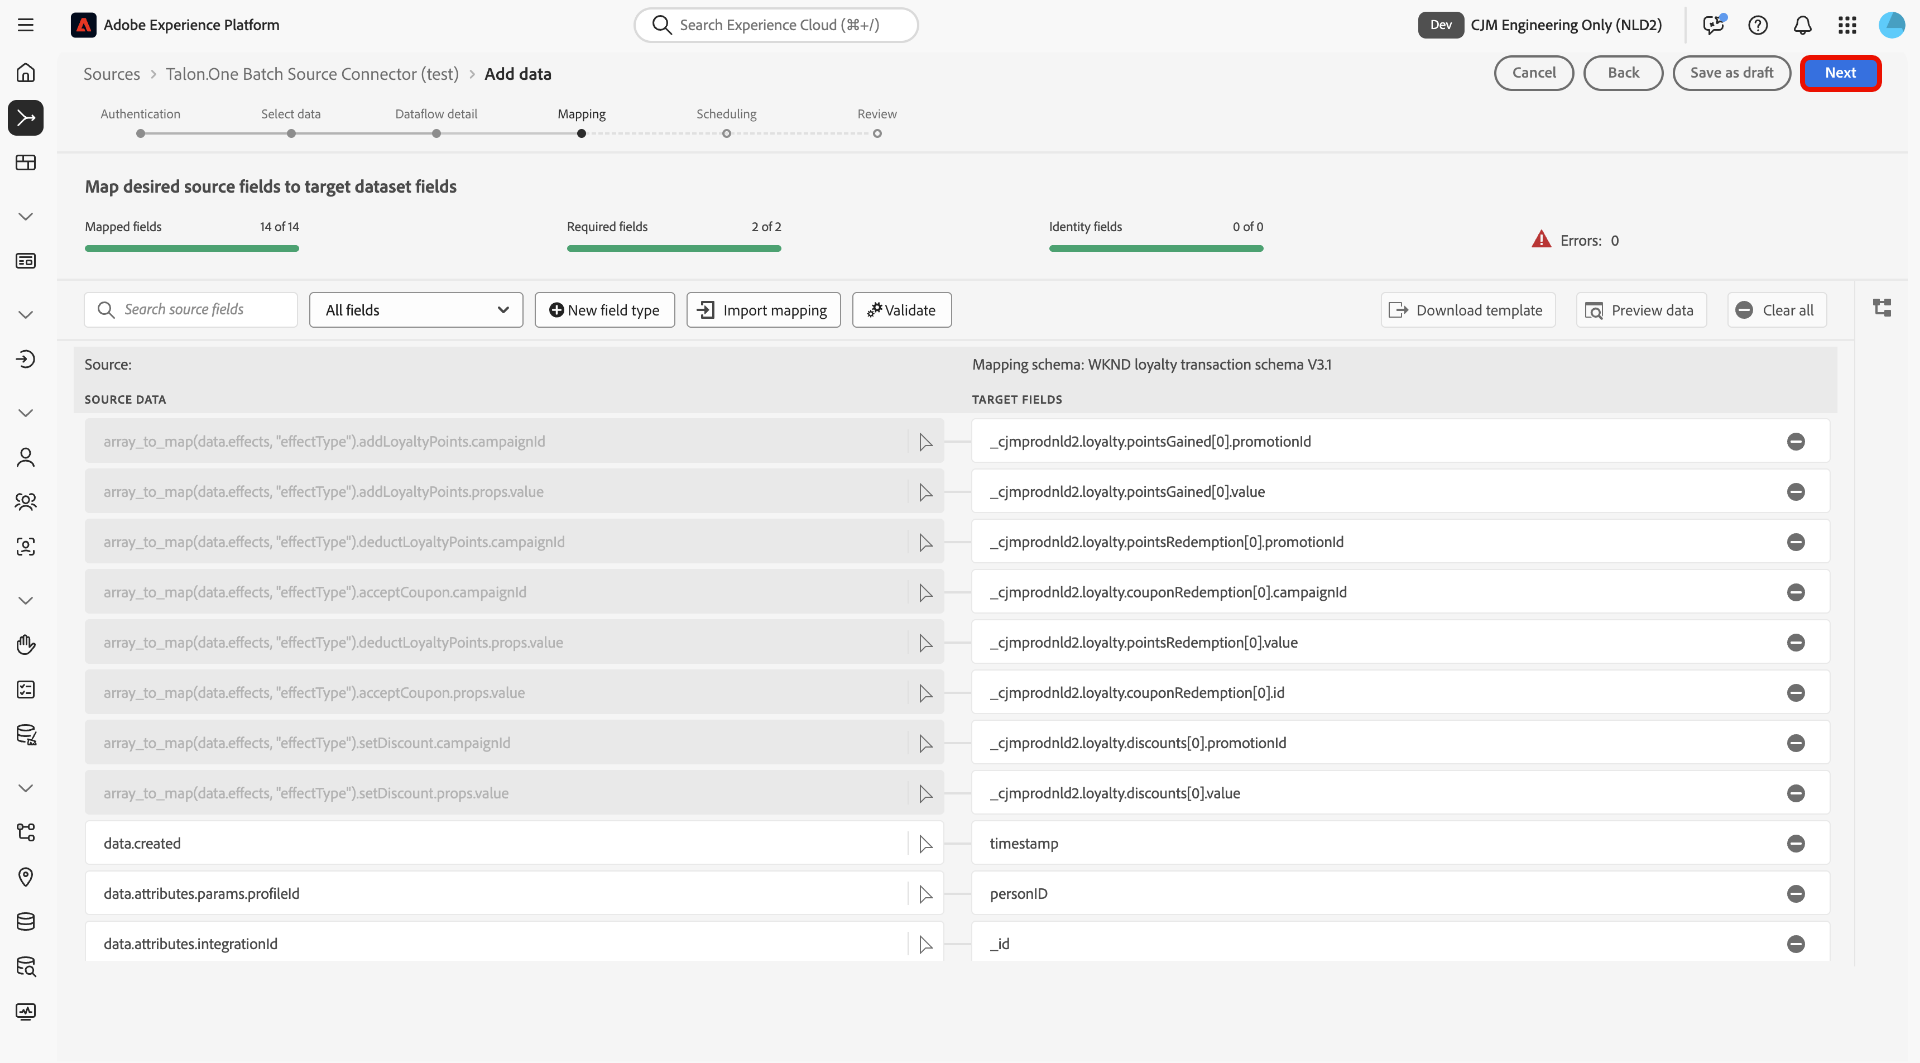 Adobe Experience Platform
Search Experience Cloud (⌘+/)
Dev
CJM Engineering Only (NLD2)
Sources > Talon.One Batch Source Connector (test) > Add data
Cancel
Back
Save as draft
Next
Authentication
Select data
Dataflow detail
Mapping
Scheduling
Review
Map desired source fields to target dataset fields
Mapped fields 14 of 14
Required fields 2 of 2
Identity fields 0 of 0
Errors: 0
Search source fields
All fields
New field type
Import mapping
Validate
Download template
Preview data
Clear all
Source:
Mapping schema: WKND loyalty transaction schema V3.1
SOURCE DATA
TARGET FIELDS
array_to_map(data.effects, "effectType").addLoyaltyPoints.campaignId
_cjmprodnld2.loyalty.pointsGained[0].promotionId
array_to_map(data.effects, "effectType").addLoyaltyPoints.props.value
_cjmprodnld2.loyalty.pointsGained[0].value
array_to_map(data.effects, "effectType").deductLoyaltyPoints.campaignId
_cjmprodnld2.loyalty.pointsRedemption[0].promotionId
array_to_map(data.effects, "effectType").acceptCoupon.campaignId
_cjmprodnld2.loyalty.couponRedemption[0].campaignId
array_to_map(data.effects, "effectType").deductLoyaltyPoints.props.value
_cjmprodnld2.loyalty.pointsRedemption[0].value
array_to_map(data.effects, "effectType").acceptCoupon.props.value
_cjmprodnld2.loyalty.couponRedemption[0].id
array_to_map(data.effects, "effectType").setDiscount.campaignId
_cjmprodnld2.loyalty.discounts[0].promotionId
array_to_map(data.effects, "effectType").setDiscount.props.value
_cjmprodnld2.loyalty.discounts[0].value
data.created
timestamp
data.attributes.params.profileId
personID
data.attributes.integrationId
_id